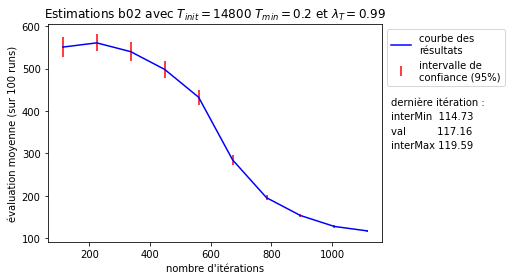 Estimations b02 avec $T_{init} = 14800$ $T_{min} = 0.2$ et $\lambda_T = 0.99$
600
500
400
300
200
100
évaluation moyenne (sur 100 runs)
200
400
600
800
1000
nombre d'itérations
courbe des
résultats
intervalle de
confiance (95%)
dernière itération :
interMin 114.73
val 117.16
interMax 119.59